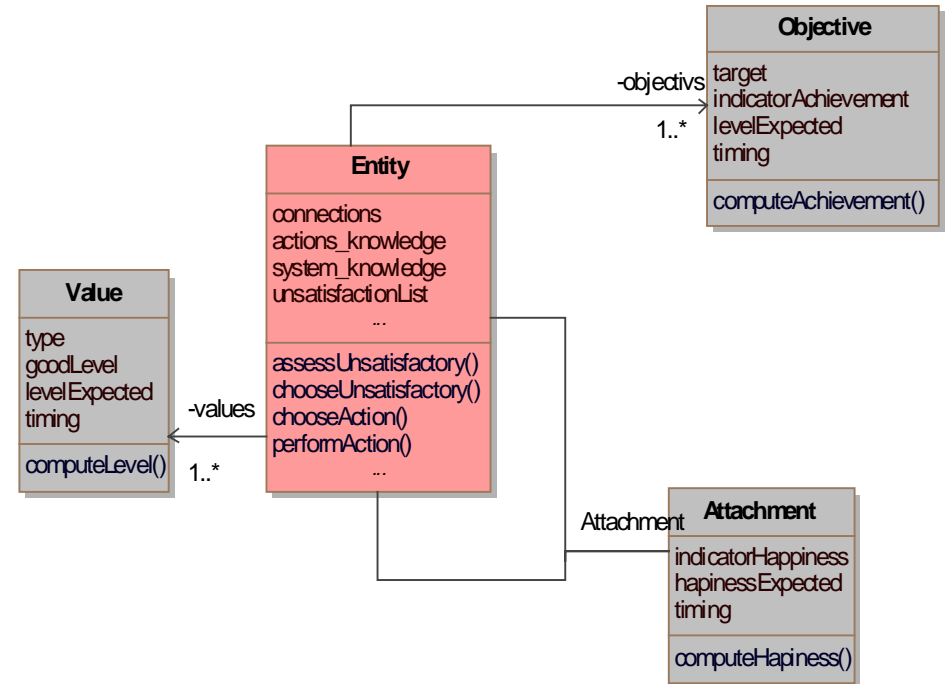 Objective
target
indicatorAchievement
levelExpected
timing
computeAchievement()
-objectivs
1..*
Entity
connections
actions_knowledge
system_knowledge
unsatisfactionList
...
assessUnsatisfactory()
chooseUnsatisfactory()
chooseAction()
performAction()
...
Value
type
goodLevel
levelExpected
timing
computeLevel()
-values
1..*
Attachment
Attachment
indicatorHappiness
hapinessExpected
timing
computeHapiness()